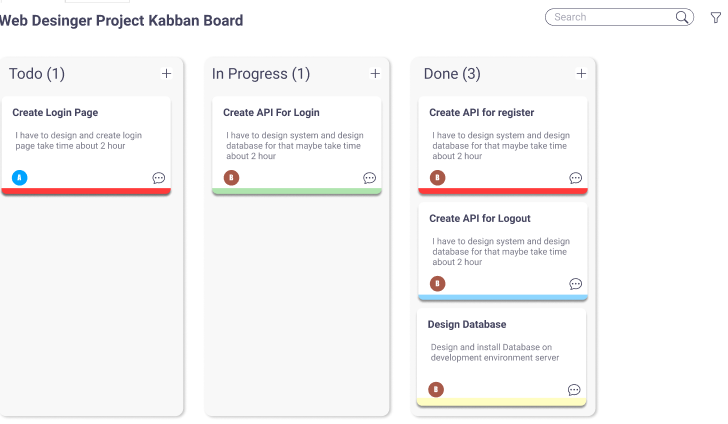 Web Desinger Project Kabban Board
Search
Todo (1)
Create Login Page
I have to design and create login
page take time about 2 hour
A
In Progress (1)
Create API For Login
I have to design system and design
database for that maybe take time
about 2 hour
B
Done (3)
Create API for register
I have to design system and design
database for that maybe take time
about 2 hour
B
Create API for Logout
I have to design system and design
database for that maybe take time
about 2 hour
B
Design Database
Design and install Database on
development environment server
B